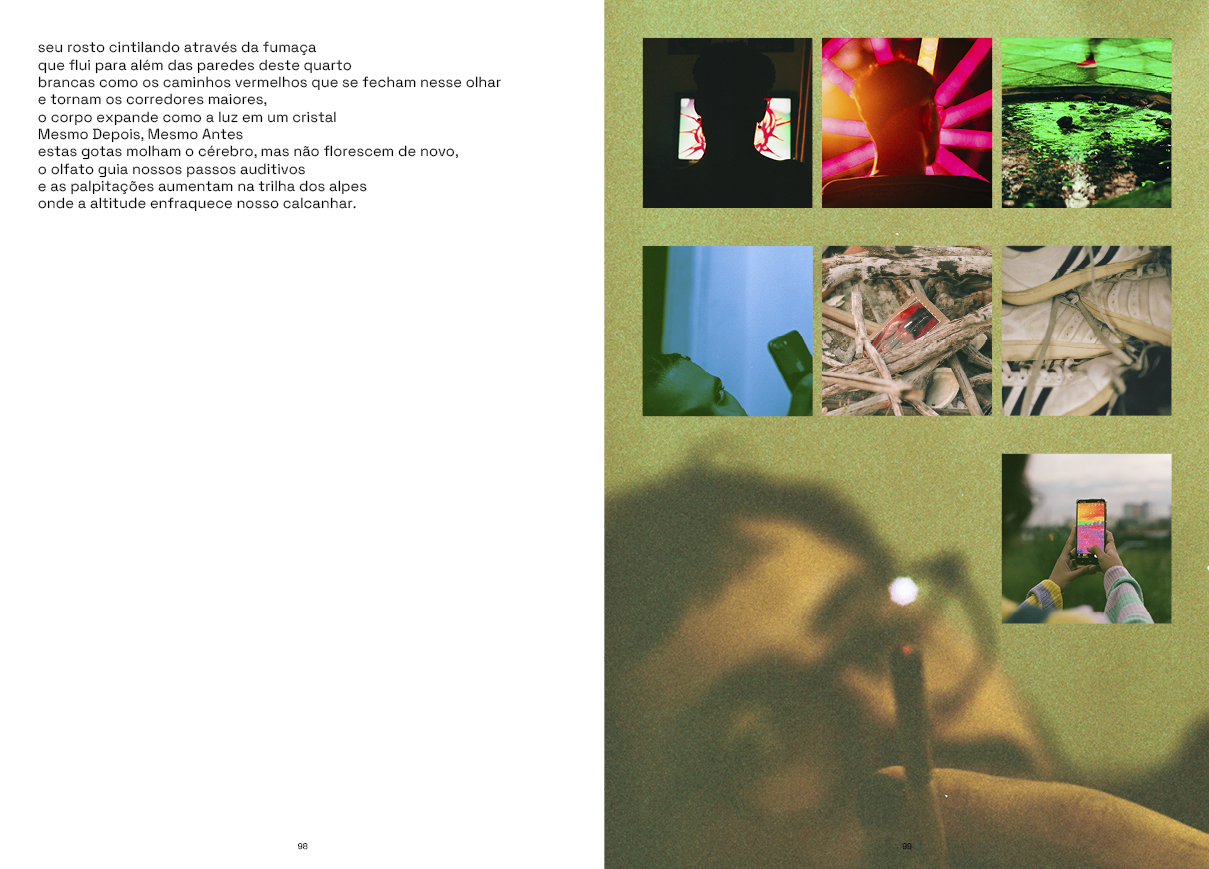 seu rosto cintilando através da fumaça
que flui para além das paredes deste quarto
brancas como os caminhos vermelhos que se fecham nesse olhar
e tornam os corredores maiores,
o corpo expande como a luz em um cristal
Mesmo Depois, Mesmo Antes
estas gotas molham o cérebro, mas não florescem de novo,
o olfato guia nossos passos auditivos
e as palpitações aumentam na trilha dos alpes
onde a altitude enfraquece nosso calcanhar.
98
99